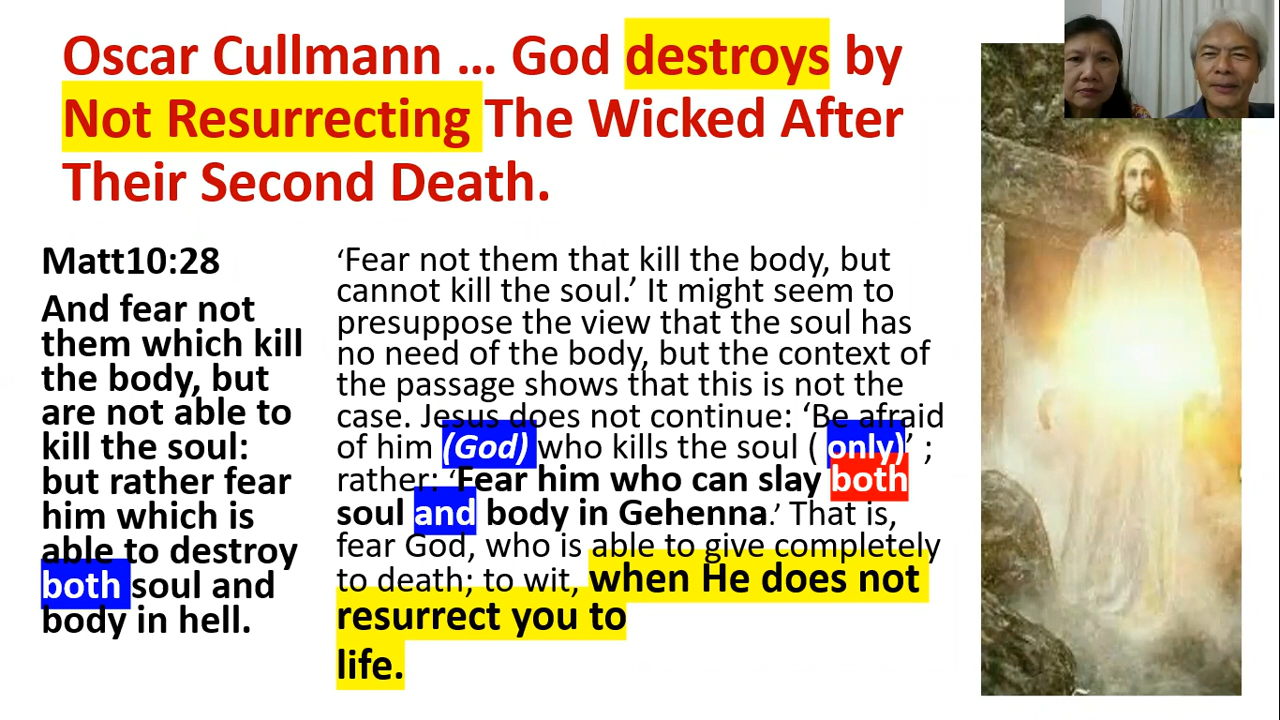 Oscar Cullmann ... God destroys by
Not Resurrecting The Wicked After
Their Second Death.
Matt10:28
And fear not
them which kill
the body, but
are not able to
kill the soul:
but rather fear
him which is
able to destroy
both soul and
body in hell.
‘Fear not them that kill the body, but
cannot kill the soul.’ It might seem to
presuppose the view that the soul has
no need of the body, but the context of
the passage shows that this is not the
case. Jesus does not continue: ‘Be afraid
of him (God) who kills the soul ( only)’ ;
rather: ‘Fear him who can slay both
soul and body in Gehenna.’ That is,
fear God, who is able to give completely
to death; to wit, when He does not
resurrect you to
life.